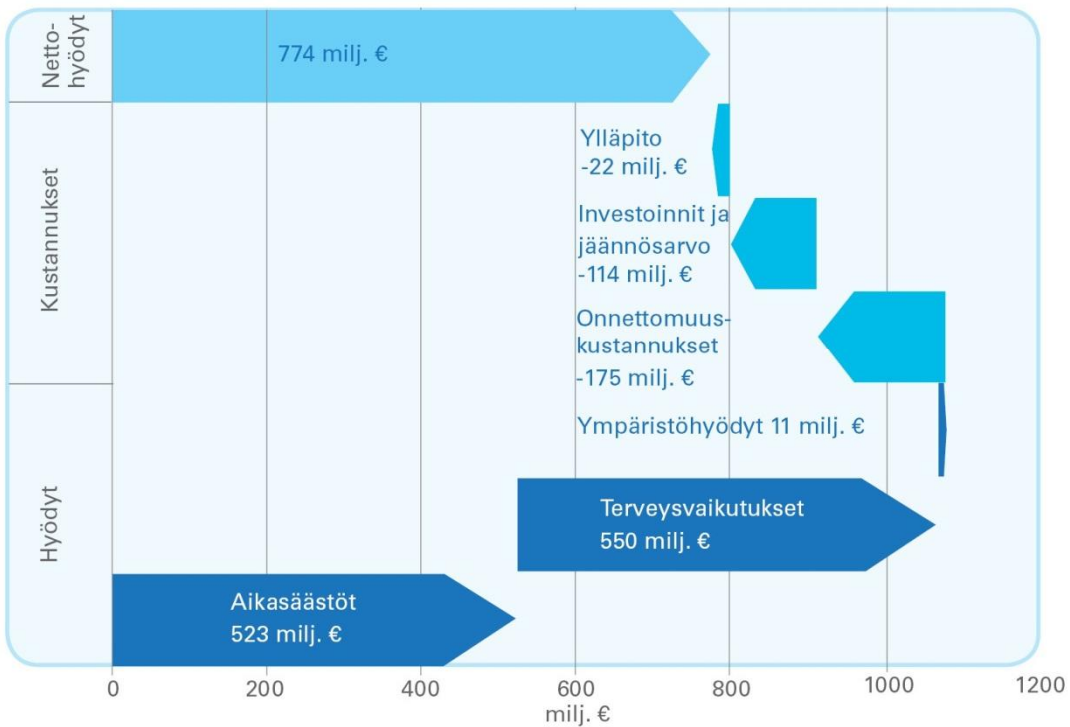 Netto-
hyödyt
774 milj. €
Kustannukset
Ylläpito
-22 milj. €
Investoinnit ja
jäännösarvo
-114 milj. €
Onnettomuus-
kustannukset
-175 milj. €
Hyödyt
Ympäristöhyödyt 11 milj. €
Terveysvaikutukset
550 milj. €
Aikasäästöt
523 milj. €
0 200 400 600 800 1000 1200
milj. €